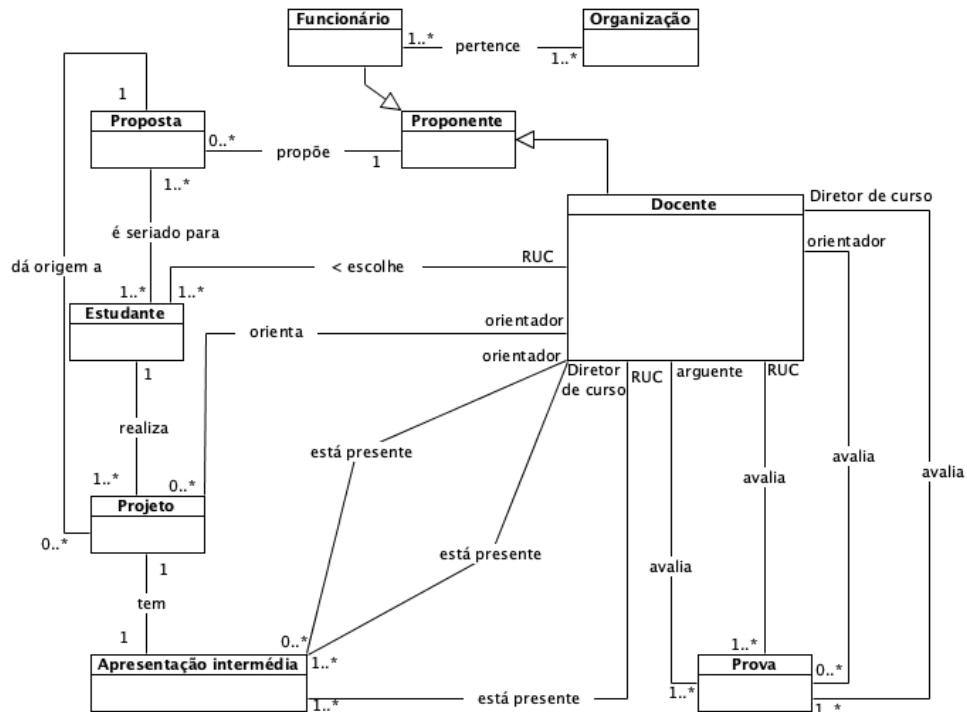 Funcionário
Organização
1..*
pertence
1..*
1
Proposta
Proponente
0..*
propõe
1
1..*
Docente
Diretor de curso
é seriado para
orientador
dá origem a
< escolhe
RUC
1..*
1..*
Estudante
orienta
orientador
orientador
1
Diretor
de curso
RUC
arguente
RUC
realiza
está presente
avalia
avalia
1..*
0..*
avalia
Projeto
0..*
está presente
1
avalia
tem
1
0..*
1..*
1..*
0..*
Apresentação intermédia
Prova
1..*
está presente
1..*
1..*